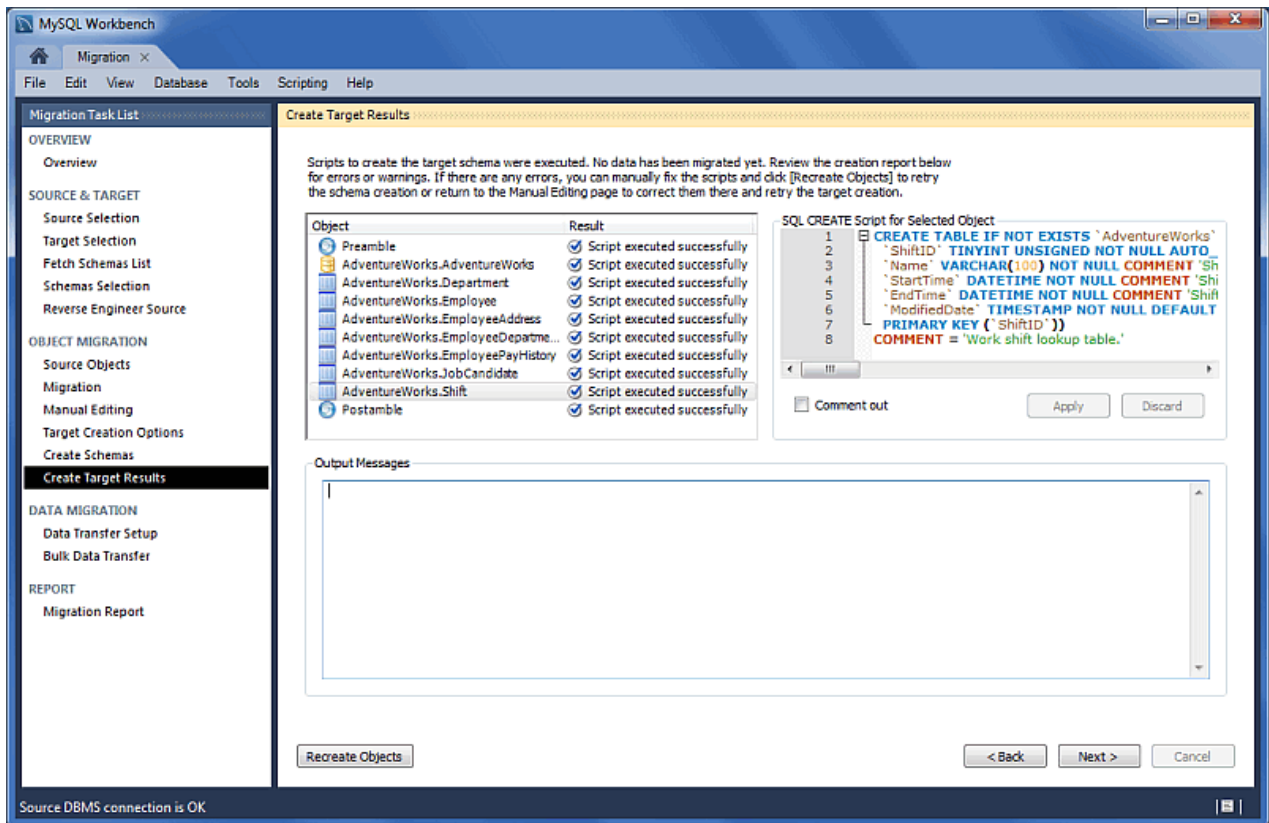 MySQL Workbench
Migration
File Edit View Database Tools Scripting Help
Migration Task List
OVERVIEW
Overview
SOURCE & TARGET
Source Selection
Target Selection
Fetch Schemas List
Schemas Selection
Reverse Engineer Source
OBJECT MIGRATION
Source Objects
Migration
Manual Editing
Target Creation Options
Create Schemas
Create Target Results
DATA MIGRATION
Data Transfer Setup
Bulk Data Transfer
REPORT
Migration Report
Create Target Results
Scripts to create the target schema were executed. No data has been migrated yet. Review the creation report below
for errors or warnings. If there are any errors, you can manually fix the scripts and click [Recreate Objects] to retry
the schema creation or return to the Manual Editing page to correct them there and retry the target creation.
Object Result
Preamble Script executed successfully
AdventureWorks.AdventureWorks Script executed successfully
AdventureWorks.Department Script executed successfully
AdventureWorks.Employee Script executed successfully
AdventureWorks.EmployeeAddress Script executed successfully
AdventureWorks.EmployeeDepartme... Script executed successfully
AdventureWorks.EmployeePayHistory Script executed successfully
AdventureWorks.JobCandidate Script executed successfully
AdventureWorks.Shift Script executed successfully
Postamble Script executed successfully
SQL CREATE Script for Selected Object
1 CREATE TABLE IF NOT EXISTS `AdventureWorks`
2 `ShiftID` TINYINT UNSIGNED NOT NULL AUTO_
3 `Name` VARCHAR(100) NOT NULL COMMENT 'Sh
4 `StartTime` DATETIME NOT NULL COMMENT 'Shi
5 `EndTime` DATETIME NOT NULL COMMENT 'Shift
6 `ModifiedDate` TIMESTAMP NOT NULL DEFAULT
7 PRIMARY KEY (`ShiftID`))
8 COMMENT = 'Work shift lookup table.'
Comment out Apply Discard
Output Messages
Recreate Objects < Back Next > Cancel
Source DBMS connection is OK